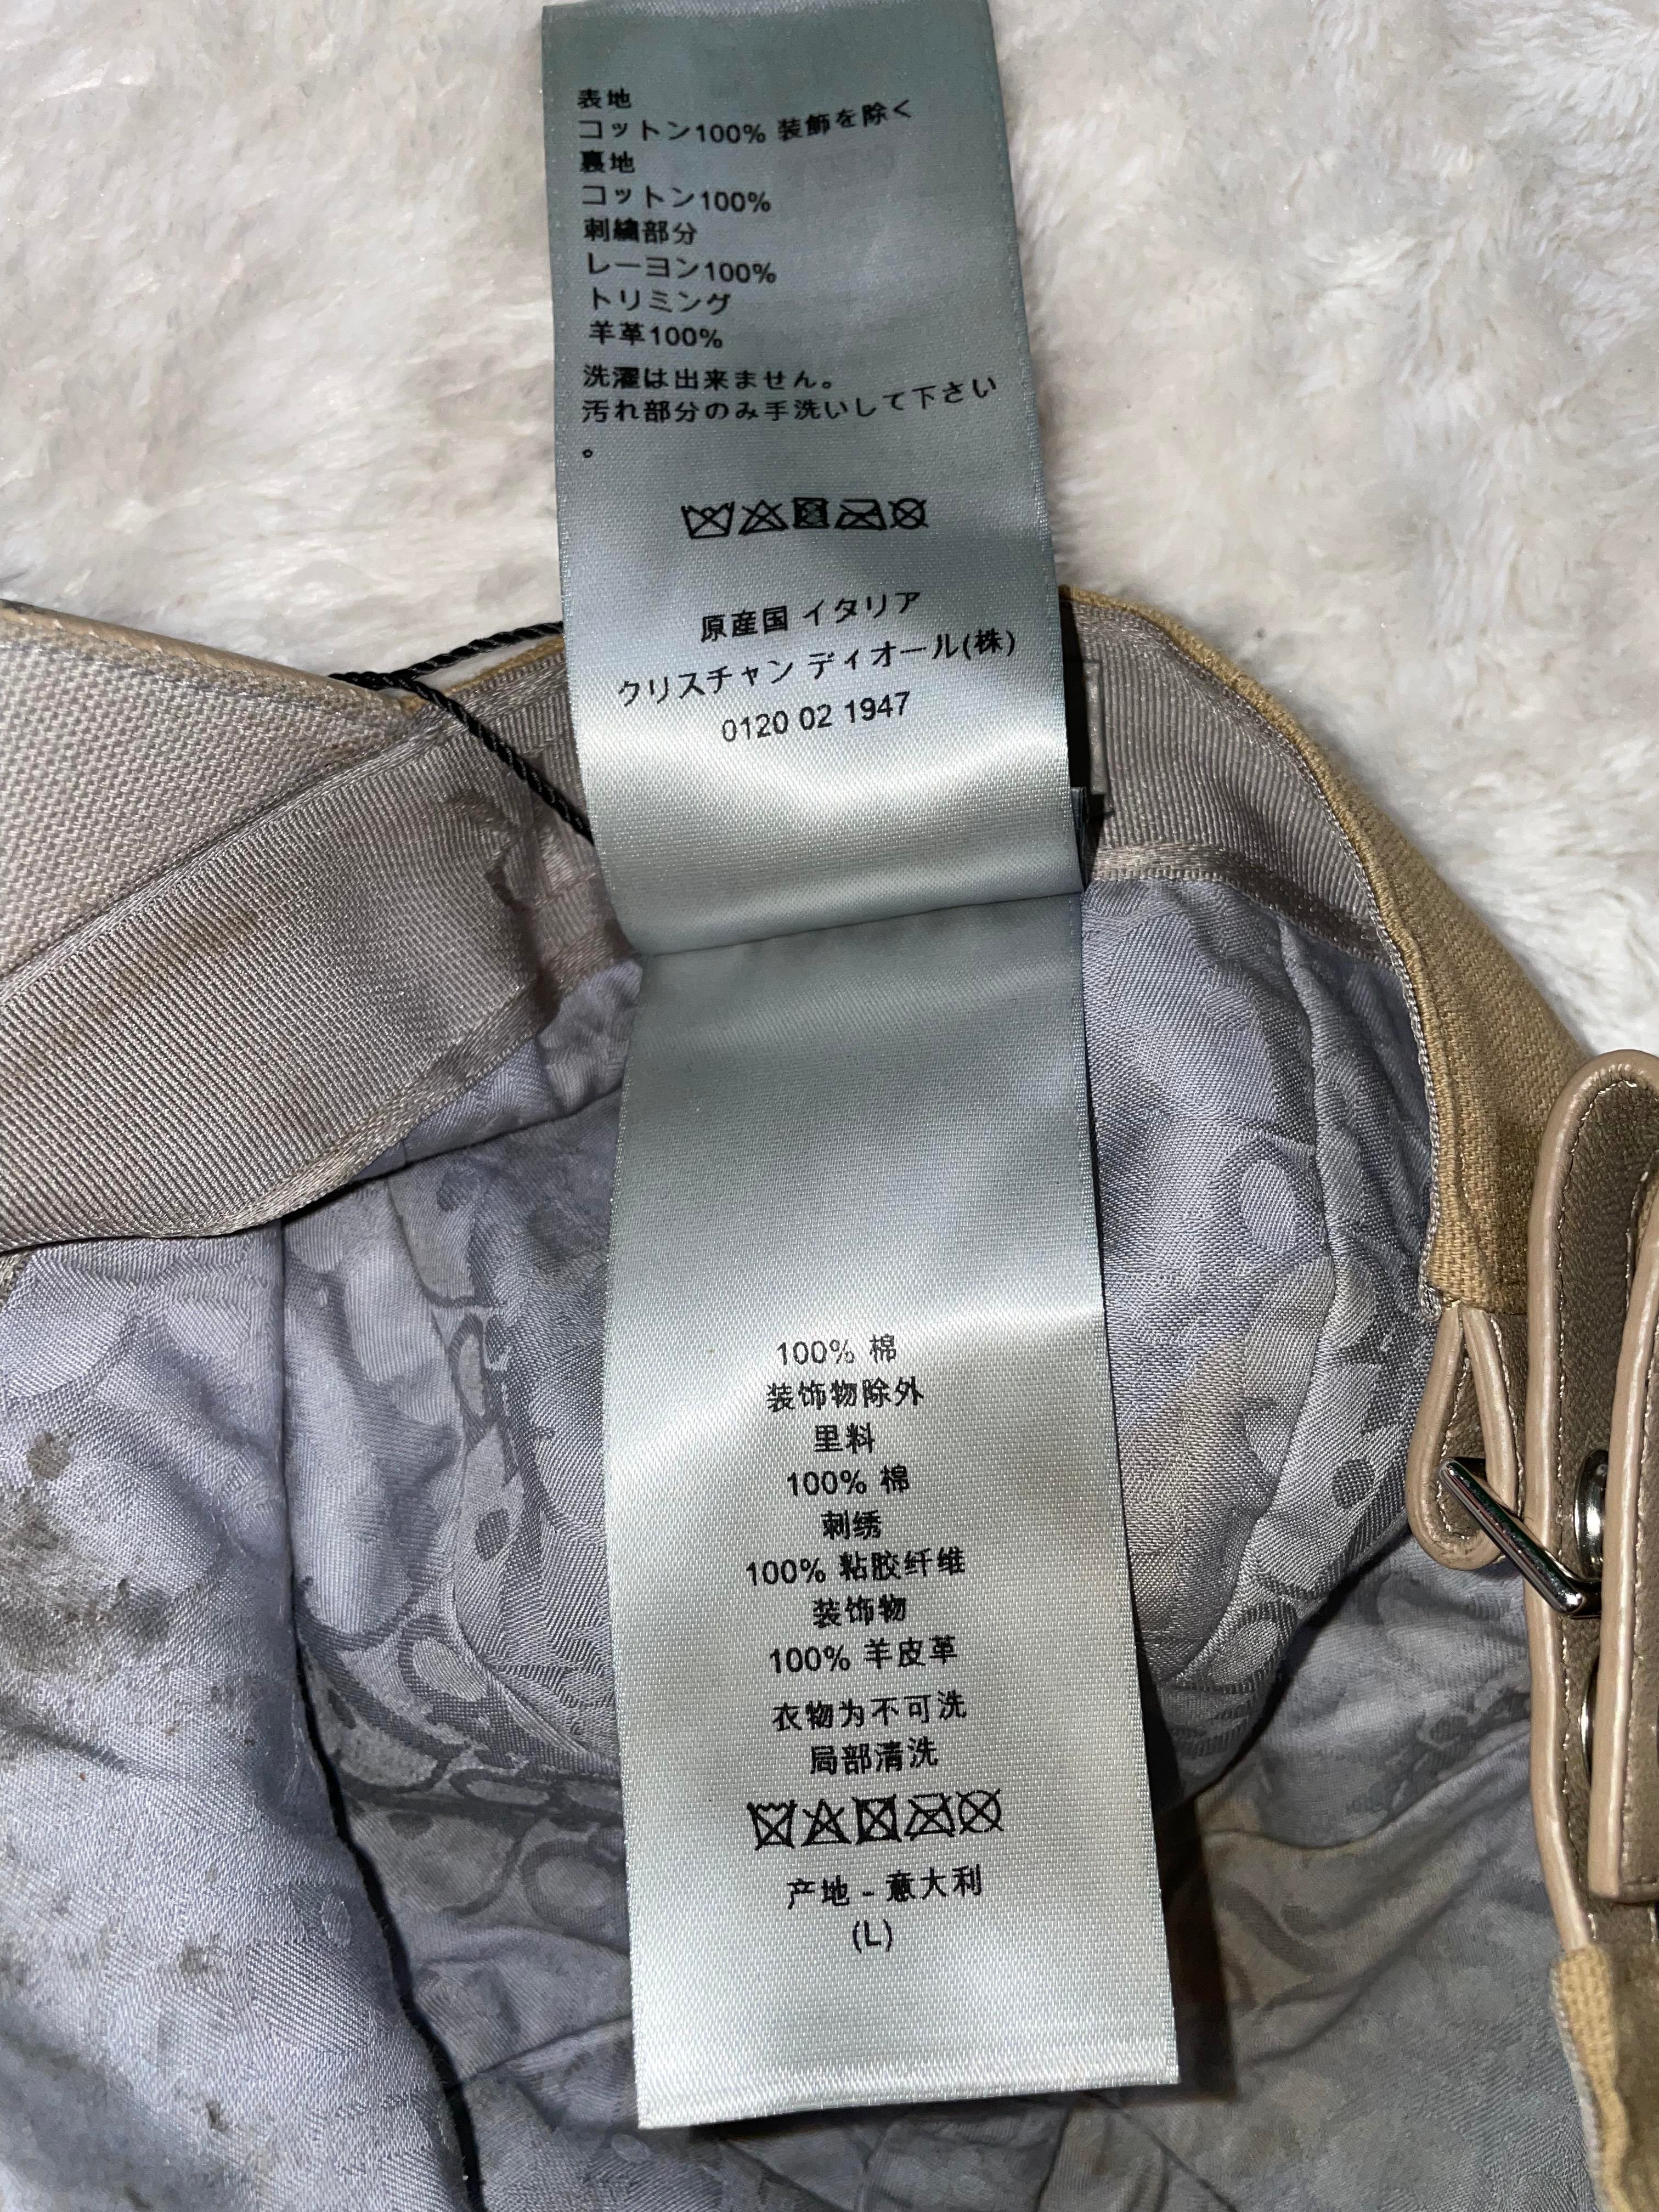 表地
コットン100% 装飾を除く
裏地
コットン100%
刺繍部分
レーヨン100%
トリミング
羊革100%
洗濯は出来ません。
汚れ部分のみ手洗いして下さい
。
原産国 イタリア
クリスチャン ディオール(株)
0120 02 1947
100% 棉
装饰物除外
里料
100% 棉
刺绣
100% 粘胶纤维
装饰物
100% 羊皮革
衣物为不可洗
局部清洗
产地 - 意大利
(L)